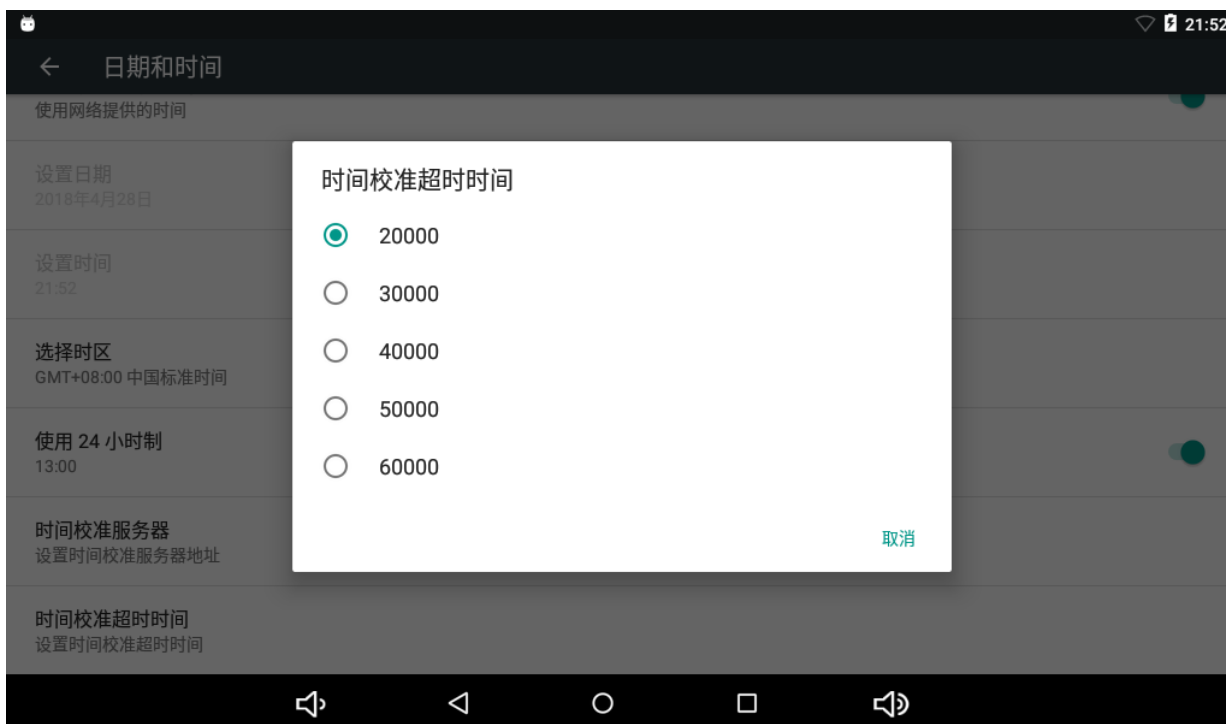 21:52
日期和时间
使用网络提供的时间
设置日期
2018年4月28日
设置时间
21:52
选择时区
GMT+08:00 中国标准时间
使用 24 小时制
13:00
时间校准服务器
设置时间校准服务器地址
时间校准超时时间
设置时间校准超时时间
时间校准超时时间
20000
30000
40000
50000
60000
取消